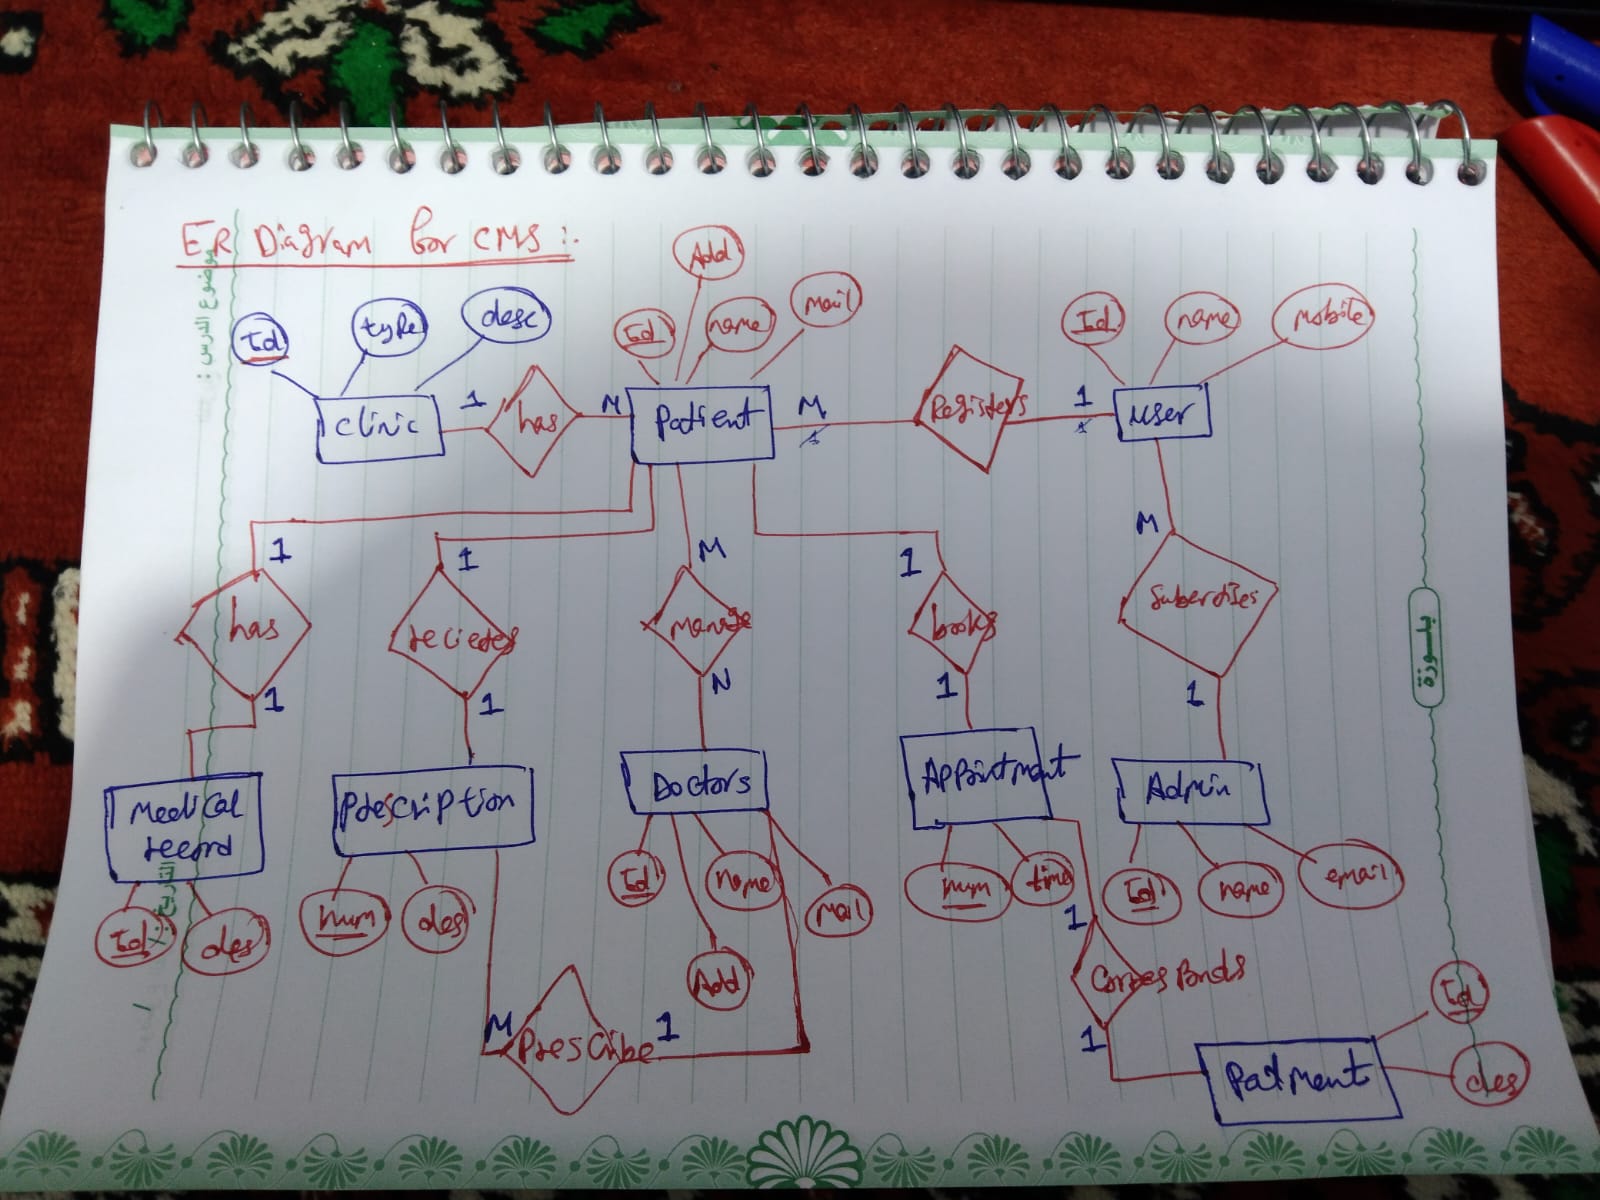 ER Diagram for CMS :.
موضوع الدرس :
Add
Id
type
desc
Id
name
mail
Id
name
mobile
clinic
1
has
M
Patient
M
Registers
1
user
1
1
M
1
M
has
recieves
manage
books
1
1
N
1
1
بلوزة
Medical
record
Prescription
Doctors
Appointment
Admin
التاريخ :
Id
des
num
des
Id
name
mail
Add
num
time
Id
name
email
M
Prescribe
1
1
Corresponds
1
Id
Paiment
des